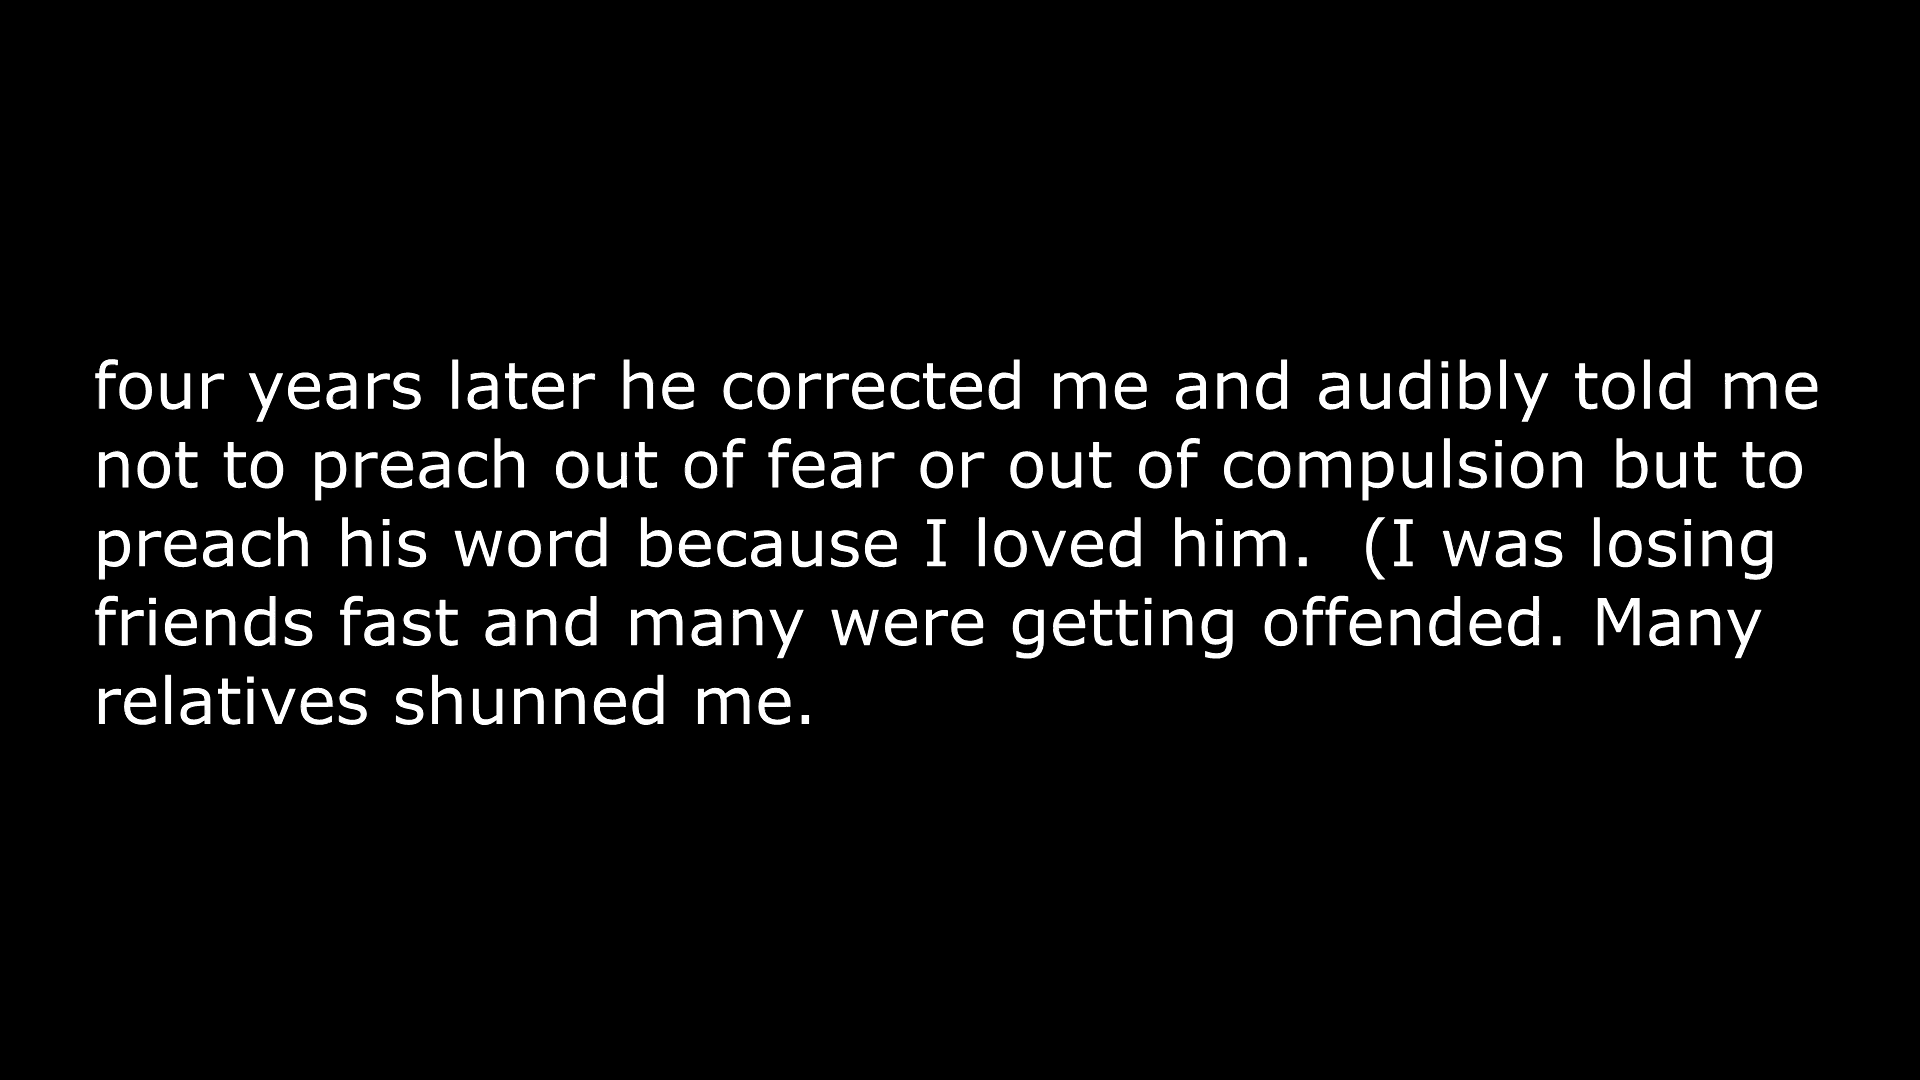 four years later he corrected me and audibly told me
not to preach out of fear or out of compulsion but to
preach his word because I loved him.  (I was losing
friends fast and many were getting offended. Many
relatives shunned me.